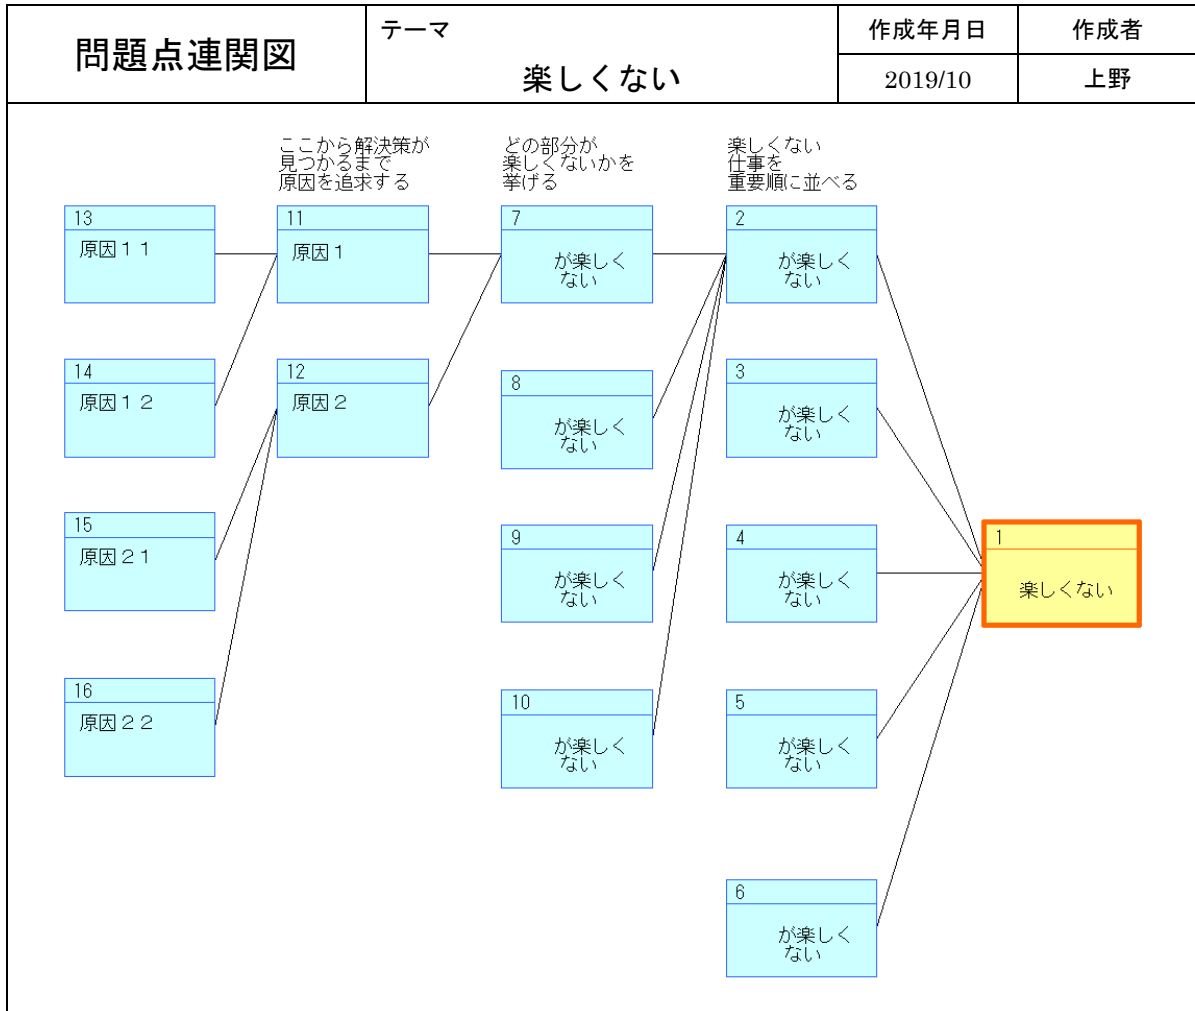 問題点連関図
テーマ
楽しくない
作成年月日
作成者
2019/10
上野
ここから解決策が
見つかるまで
原因を追求する
どの部分が
楽しくないかを
挙げる
楽しくない
仕事を
重要順に並べる
13
原因１１
11
原因１
7
が楽しく
ない
2
が楽しく
ない
14
原因１２
12
原因２
8
が楽しく
ない
3
が楽しく
ない
15
原因２１
9
が楽しく
ない
4
が楽しく
ない
1
楽しくない
16
原因２２
10
が楽しく
ない
5
が楽しく
ない
6
が楽しく
ない